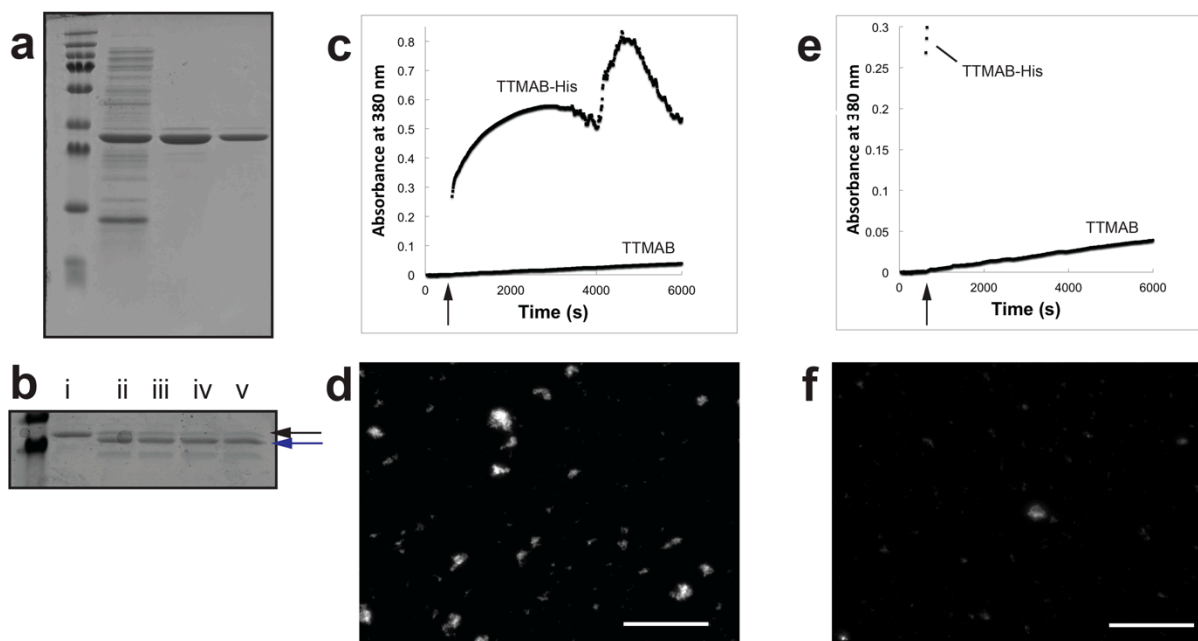 a
c
Absorbance at 380 nm
0.8
0.7
0.6
0.5
0.4
0.3
0.2
0.1
0
TTMAB-His
TTMAB
0 2000 4000 6000
Time (s)
e
Absorbance at 380 nm
0.3
0.25
0.2
0.15
0.1
0.05
0
TTMAB-His
TTMAB
0 2000 4000 6000
Time (s)
b i ii iii iv v
d
f